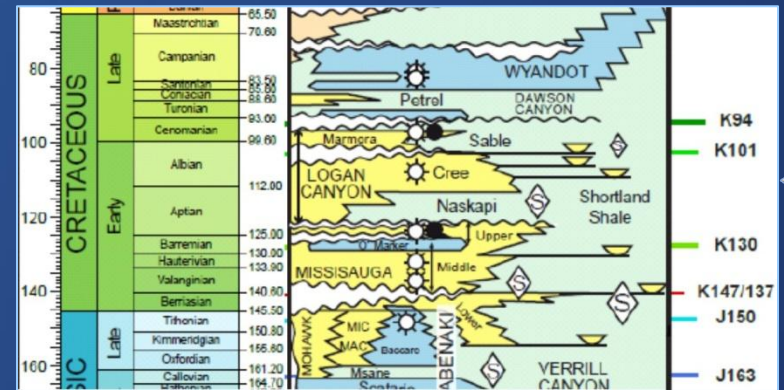 65.50
Maastrichtian
70.60
Campanian
80
Late
83.50
Santonian
Coniacian
88.60
Turonian
93.00
Cenomanian
100
99.60
CRETACEOUS
Albian
112.00
Early
Aptian
120
125.00
Barremian
130.00
Hauterivian
133.90
Valanginian
140
140.60
Berriasian
145.50
Tithonian
150.80
Late
Kimmeridgian
155.60
Oxfordian
160
161.20
Callovian
164.70
SIC
WYANDOT
Petrel
DAWSON
CANYON
Marmora
Sable
LOGAN
CANYON
Cree
Naskapi
Shortland
Shale
S
S
Upper
"O" Marker
MISSISAUGA
Middle
S
S
Lower
MOHAWK
MIC
MAC
Baccaro
ABENAKI
Misaine
Scatarie
S
VERRILL
CANYON
K94
K101
K130
K147/137
J150
J163